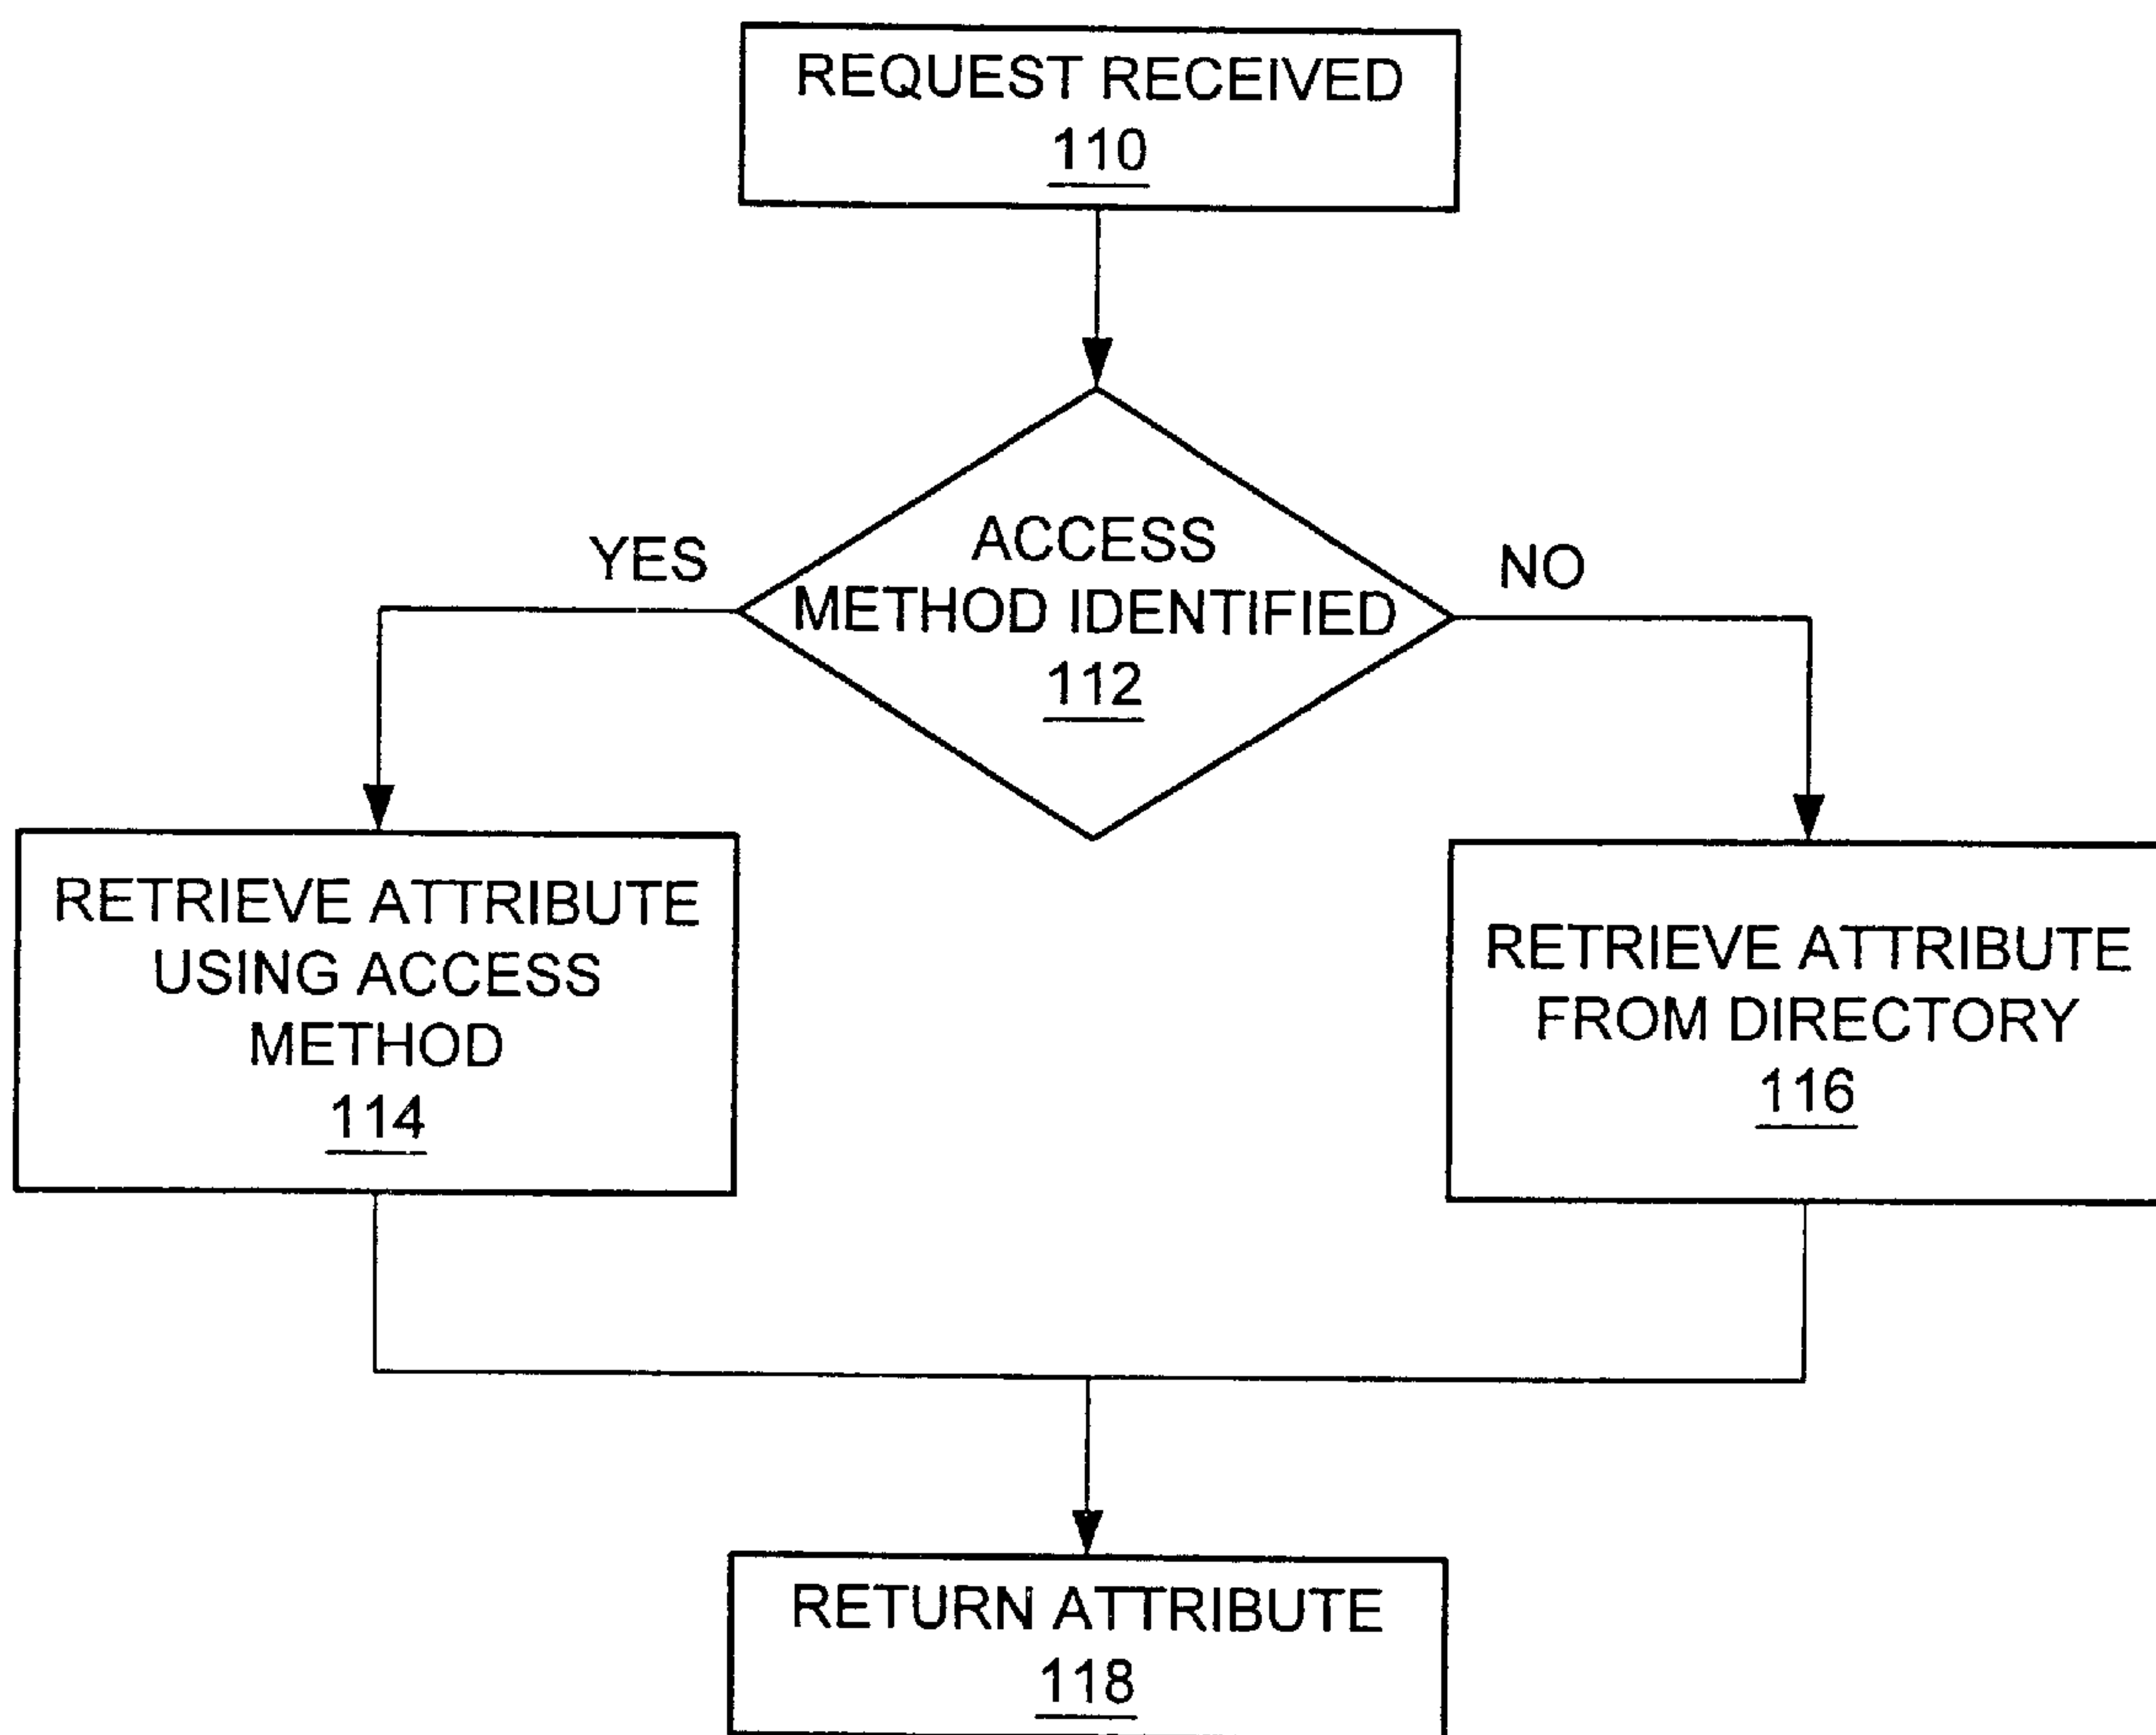 REQUEST RECEIVED
110
ACCESS
METHOD IDENTIFIED
112
YES
NO
RETRIEVE ATTRIBUTE
USING ACCESS
METHOD
114
RETRIEVE ATTRIBUTE
FROM DIRECTORY
116
RETURN ATTRIBUTE
118